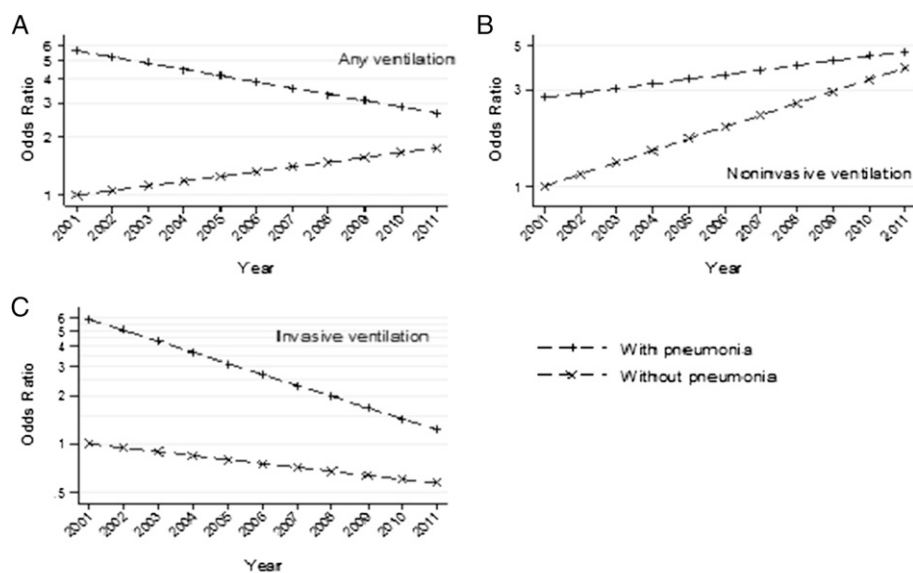 A
Any ventilation
Odds Ratio
6
5
4
3
2
1
2001 2002 2003 2004 2005 2006 2007 2008 2009 2010 2011
Year
B
Noninvasive ventilation
Odds Ratio
5
3
1
2001 2002 2003 2004 2005 2006 2007 2008 2009 2010 2011
Year
C
Invasive ventilation
Odds Ratio
6
5
4
3
2
1
.5
2001 2002 2003 2004 2005 2006 2007 2008 2009 2010 2011
Year
With pneumonia
Without pneumonia